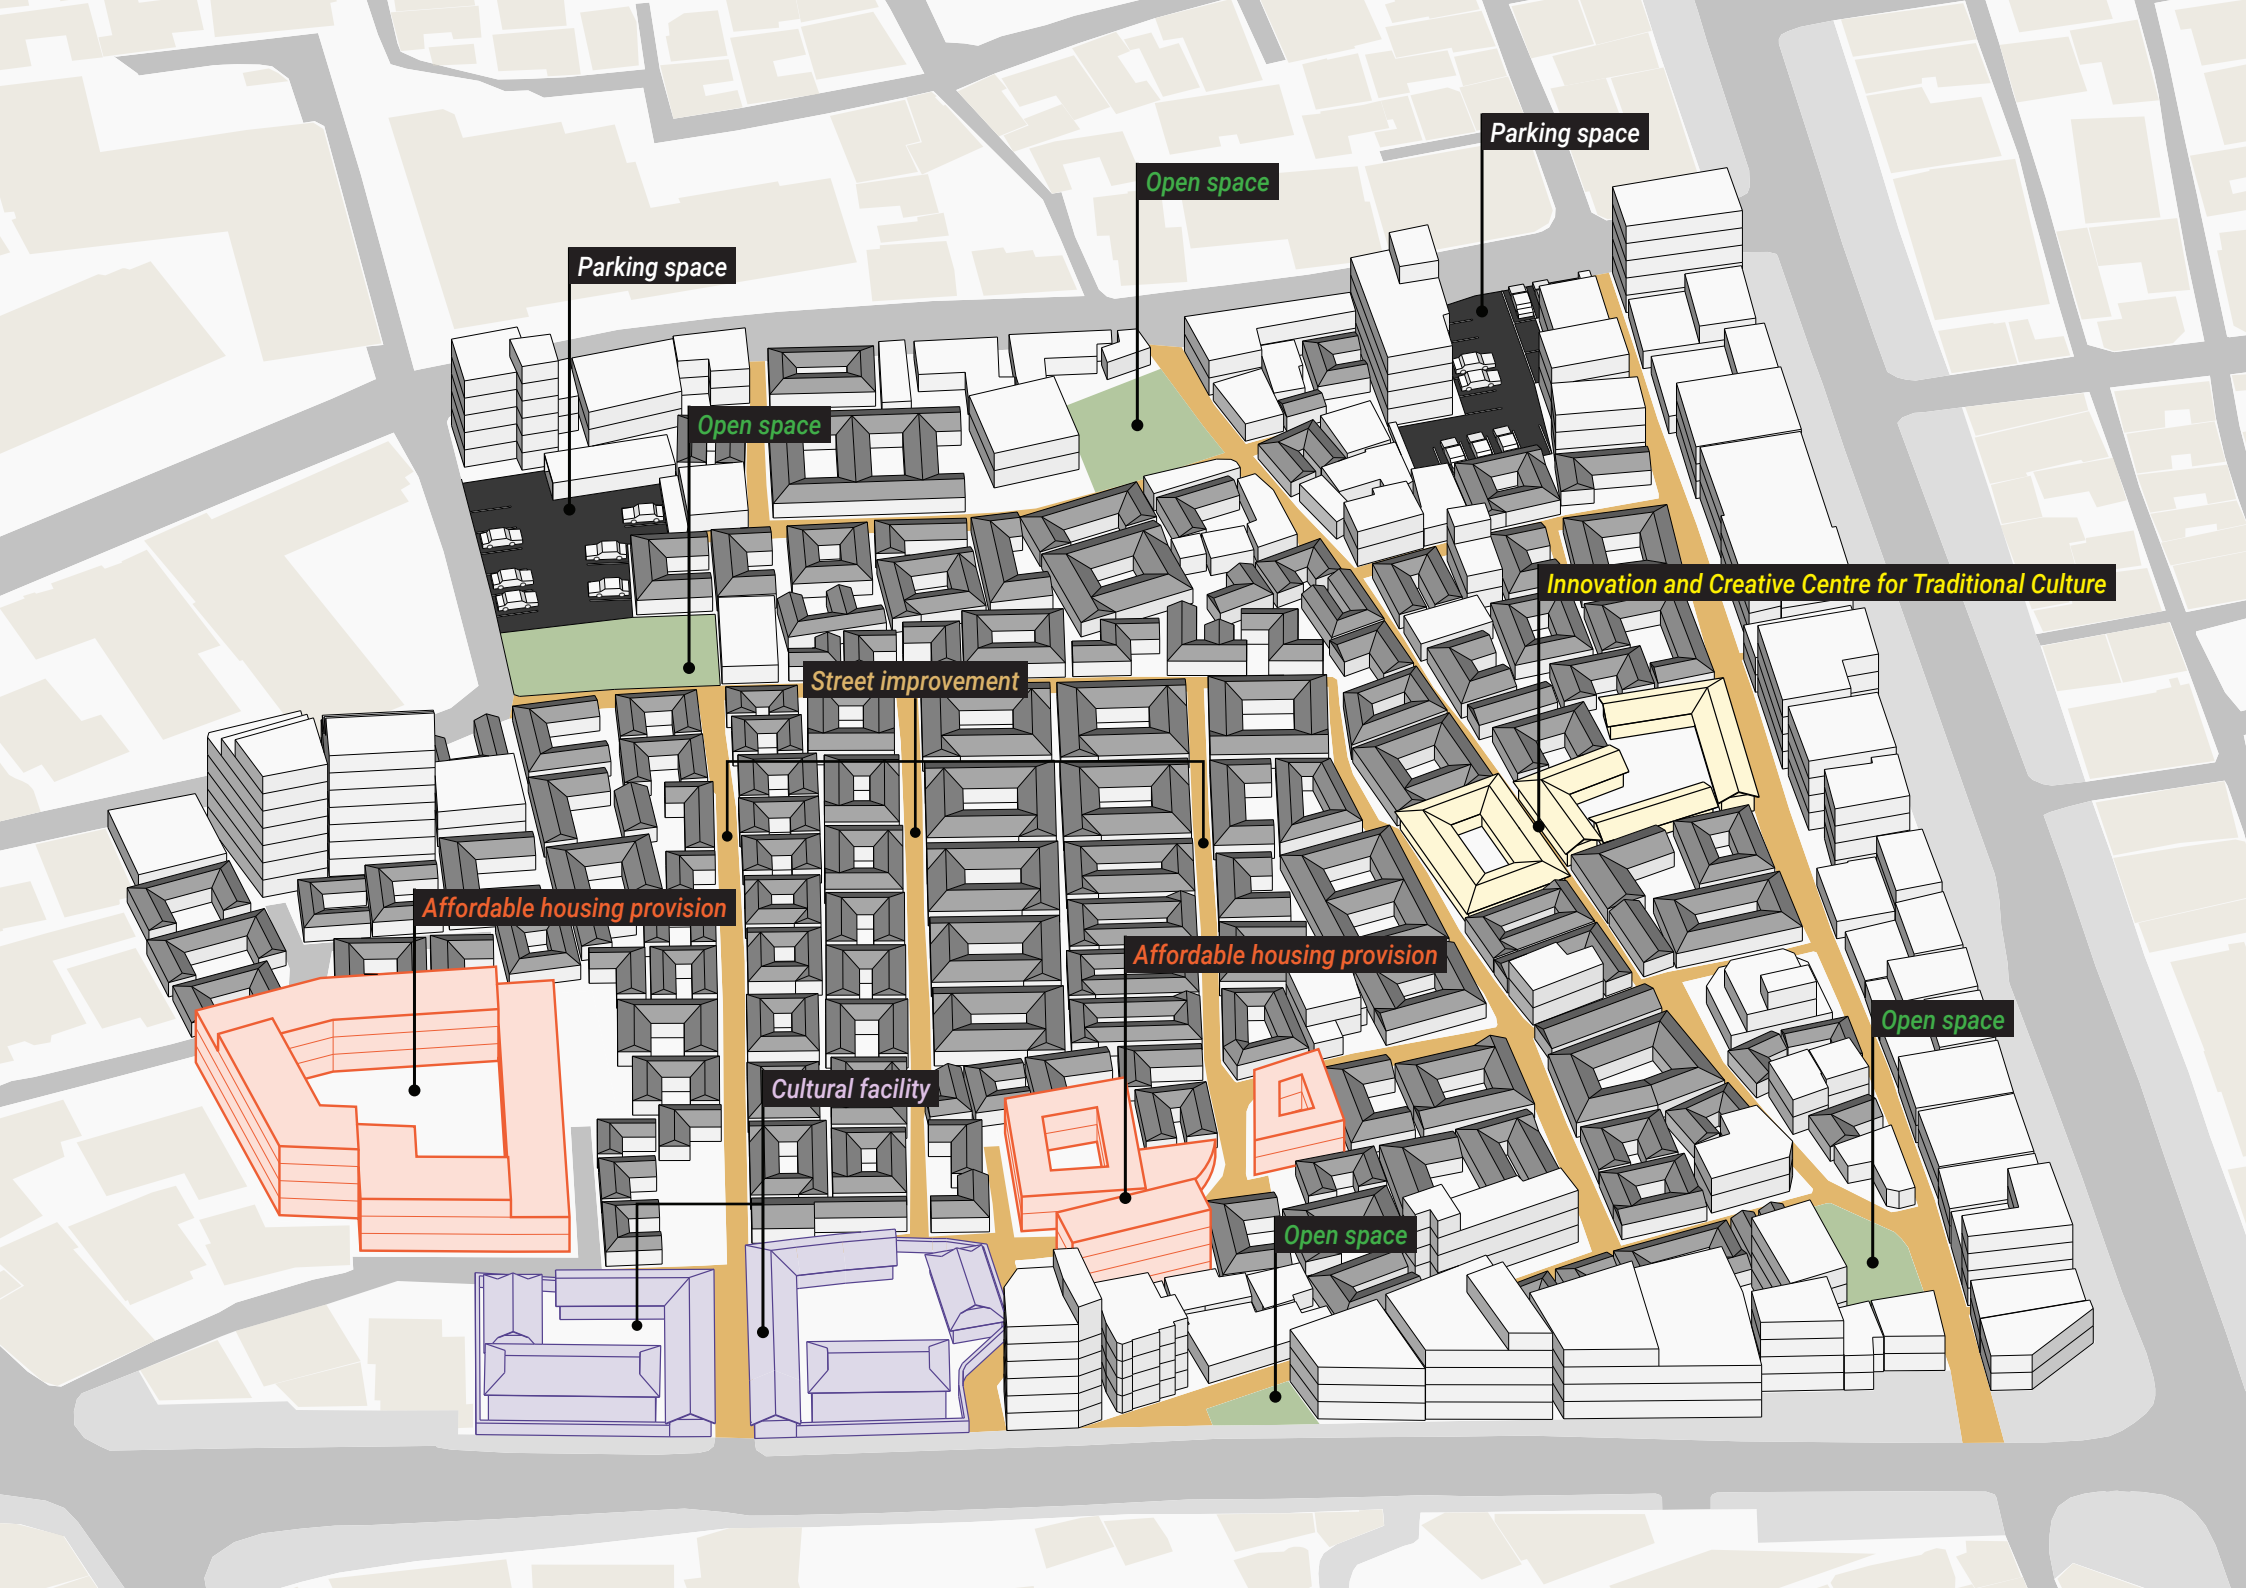 Parking space
Open space
Parking space
Open space
Innovation and Creative Centre for Traditional Culture
Street improvement
Affordable housing provision
Affordable housing provision
Open space
Cultural facility
Open space